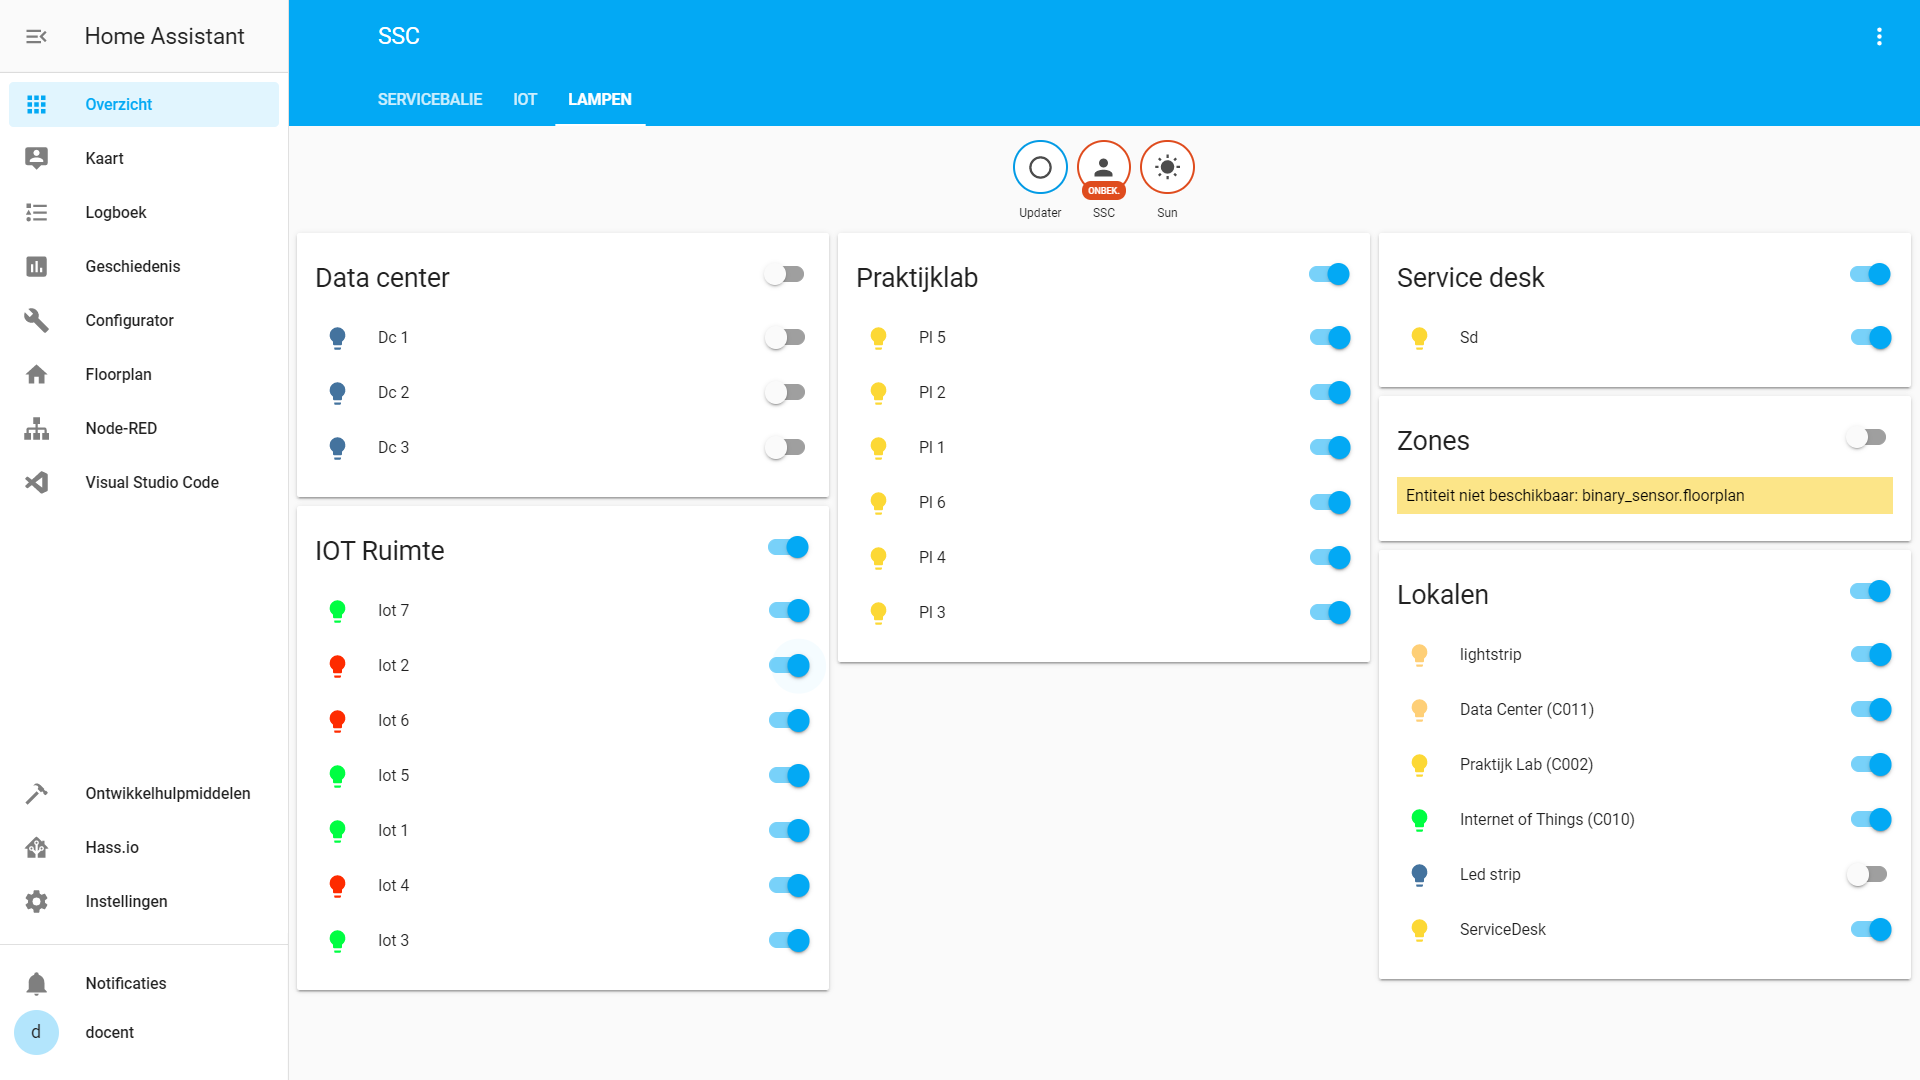 Home Assistant
Overzicht
Kaart
Logboek
Geschiedenis
Configurator
Floorplan
Node-RED
Visual Studio Code
Ontwikkelhulpmiddelen
Hass.io
Instellingen
Notificaties
d docent
SSC
SERVICEBALIE IOT LAMPEN
ONBEK.
Updater SSC Sun
Data center
Dc 1
Dc 2
Dc 3
IOT Ruimte
Iot 7
Iot 2
Iot 6
Iot 5
Iot 1
Iot 4
Iot 3
Praktijklab
Pl 5
Pl 2
Pl 1
Pl 6
Pl 4
Pl 3
Service desk
Sd
Zones
Entiteit niet beschikbaar: binary_sensor.floorplan
Lokalen
lightstrip
Data Center (C011)
Praktijk Lab (C002)
Internet of Things (C010)
Led strip
ServiceDesk